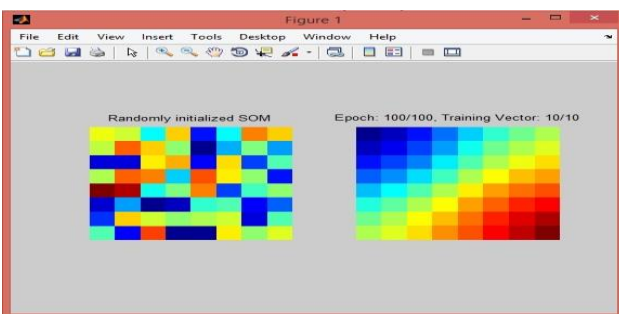 Figure 1
File Edit View Insert Tools Desktop Window Help
Randomly initialized SOM
Epoch: 100/100, Training Vector: 10/10